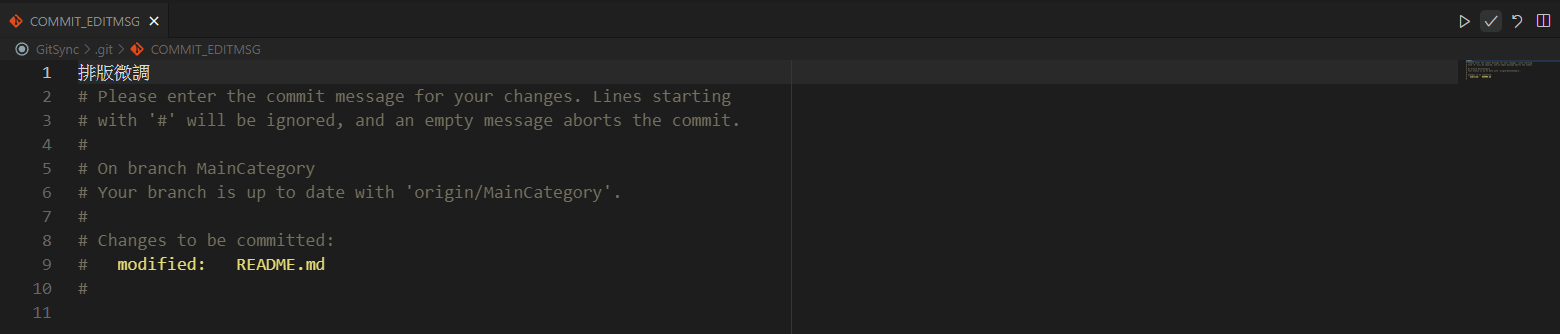 COMMIT_EDITMSG
GitSync > .git > COMMIT_EDITMSG
1 排版微調
2 # Please enter the commit message for your changes. Lines starting
3 # with '#' will be ignored, and an empty message aborts the commit.
4 #
5 # On branch MainCategory
6 # Your branch is up to date with 'origin/MainCategory'.
7 #
8 # Changes to be committed:
9 #   modified:   README.md
10 #
11